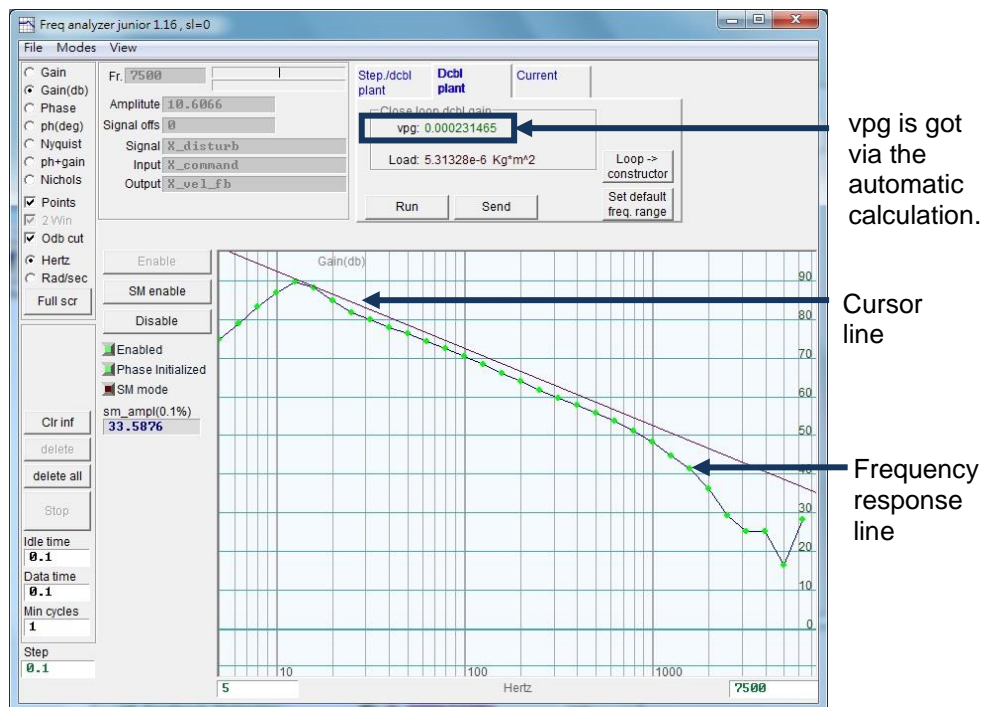 Freq analyzer junior 1.16 , sl=0
File Modes View
Gain
Gain(db)
Phase
ph(deg)
Nyquist
ph+gain
Nichols
Points
2 Win
0db cut
Hertz
Rad/sec
Full scr
Fr. 7500
Amplitute 10.6066
Signal offs 0
Signal X_disturb
Input X_command
Output X_vel_fb
Step./dcbl plant
Dcbl plant
Current
Close loop dcbl gain
vpg: 0.000231465
Load: 5.31328e-6 Kg*m^2
Loop -> constructor
Run
Send
Set default freq. range
vpg is got
via the
automatic
calculation.
Enable
SM enable
Disable
Enabled
Phase Initialized
SM mode
sm_ampl(0.1%)
33.5876
Clr inf
delete
delete all
Stop
Idle time
0.1
Data time
0.1
Min cycles
1
Step
0.1
Gain(db)
90
80
70
60
50
40
30
20
10
0
10
100
1000
5
Hertz
7500
Cursor
line
Frequency
response
line